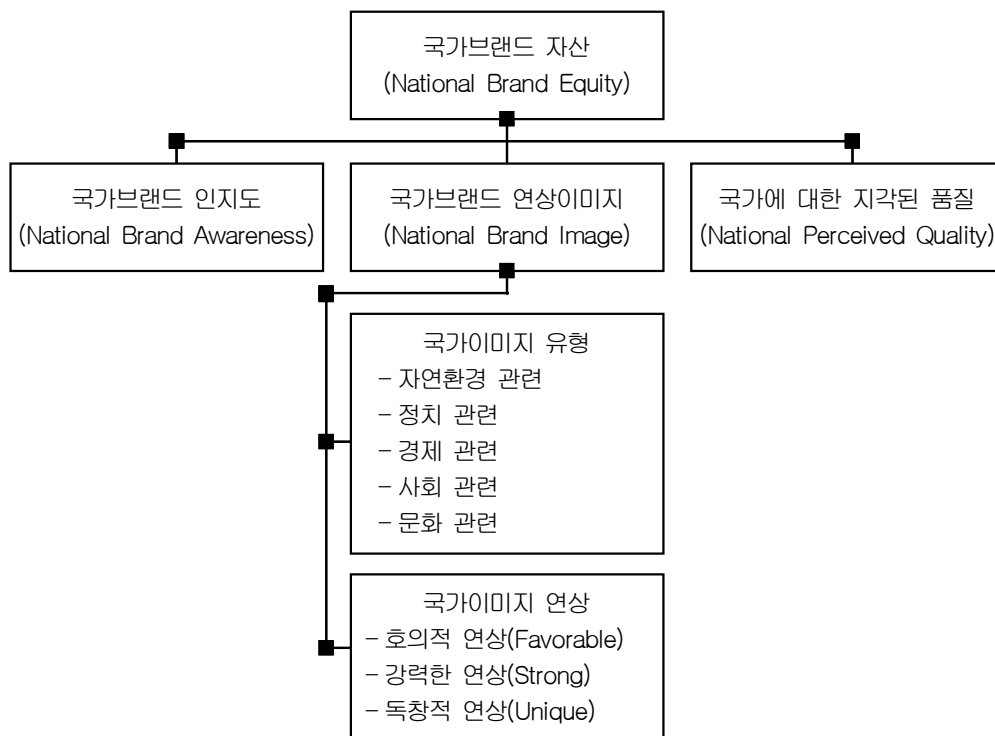 국가브랜드 자산
(National Brand Equity)
국가브랜드 인지도
(National Brand Awareness)
국가브랜드 연상이미지
(National Brand Image)
국가에 대한 지각된 품질
(National Perceived Quality)
국가이미지 유형
- 자연환경 관련
- 정치 관련
- 경제 관련
- 사회 관련
- 문화 관련
국가이미지 연상
- 호의적 연상(Favorable)
- 강력한 연상(Strong)
- 독창적 연상(Unique)